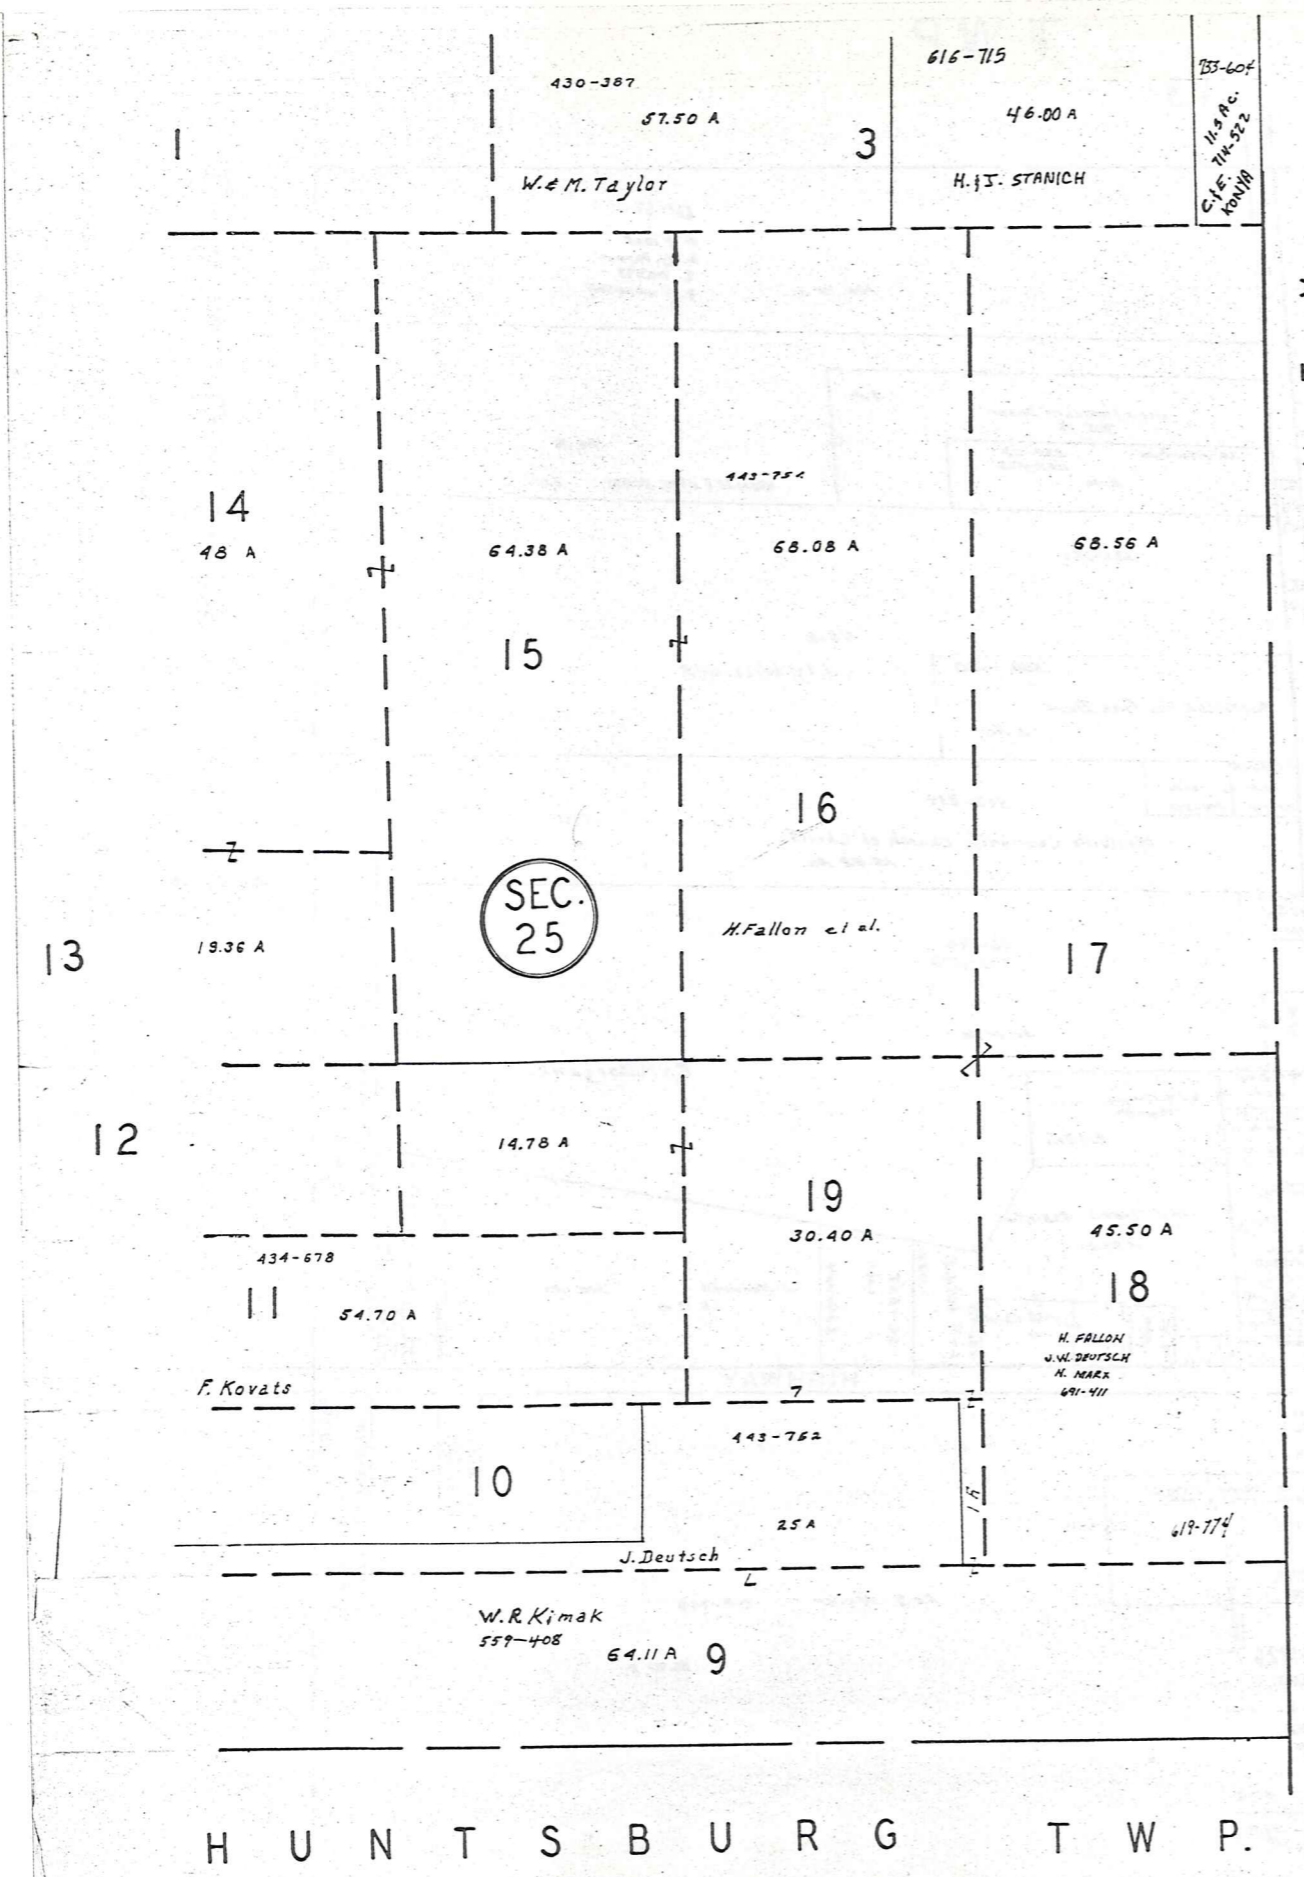 616-715
733-604
430-387
57.50 A
46.00 A
11.3 AC.
714-522
1
3
W. & M. Taylor
H. & J. STANICH
C. & E.
KONYA
443-754
14
48 A
64.38 A
68.08 A
68.56 A
15
16
SEC.
25
H. Fallon et al.
13
19.36 A
17
12
14.78 A
19
30.40 A
45.50 A
434-678
11
54.70 A
18
H. FALLON
J.W. DEUTSCH
N. MARX
691-411
F. Kovats
443-762
10
1 A
25 A
619-774
J. Deutsch
W. R Kimak
559-408
64.11 A
9
HUNTSBURG TWP.